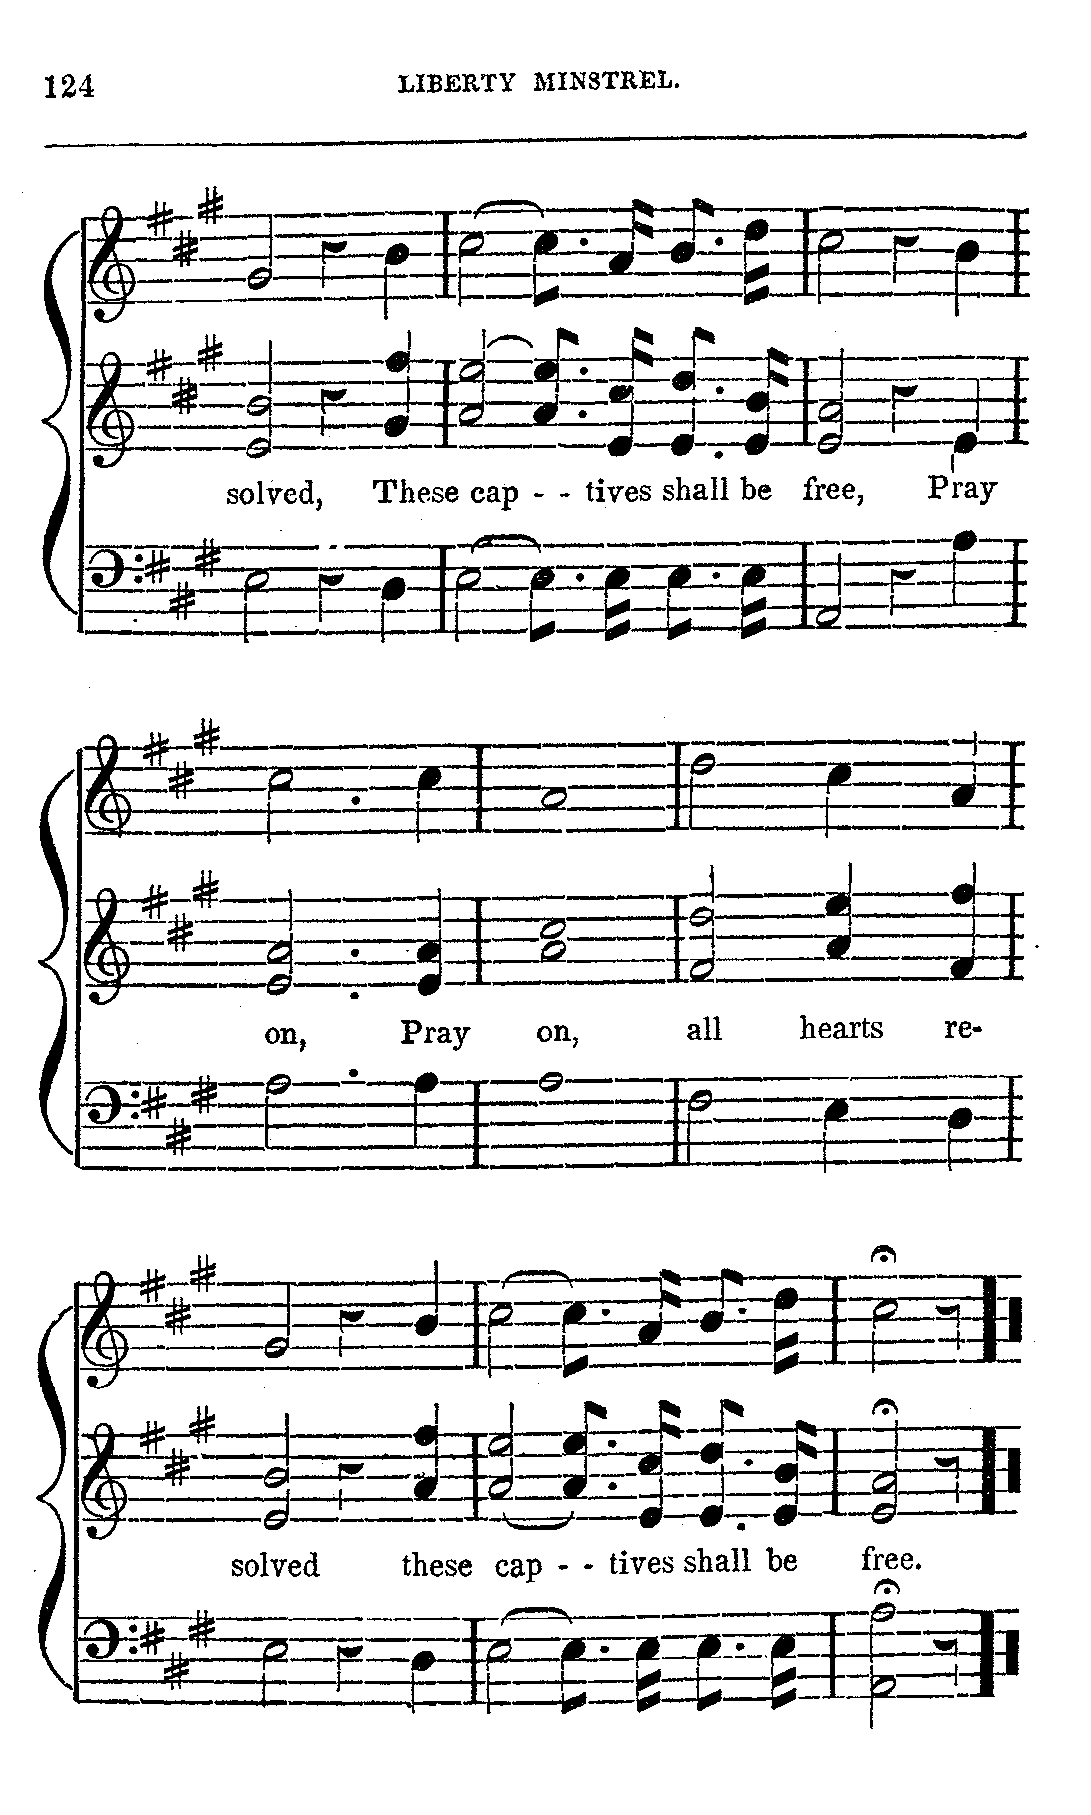 124 LIBERTY MINSTREL.
solved, These cap - - tives shall be free, Pray
on, Pray on, all hearts re-
solved these cap - - tives shall be free.